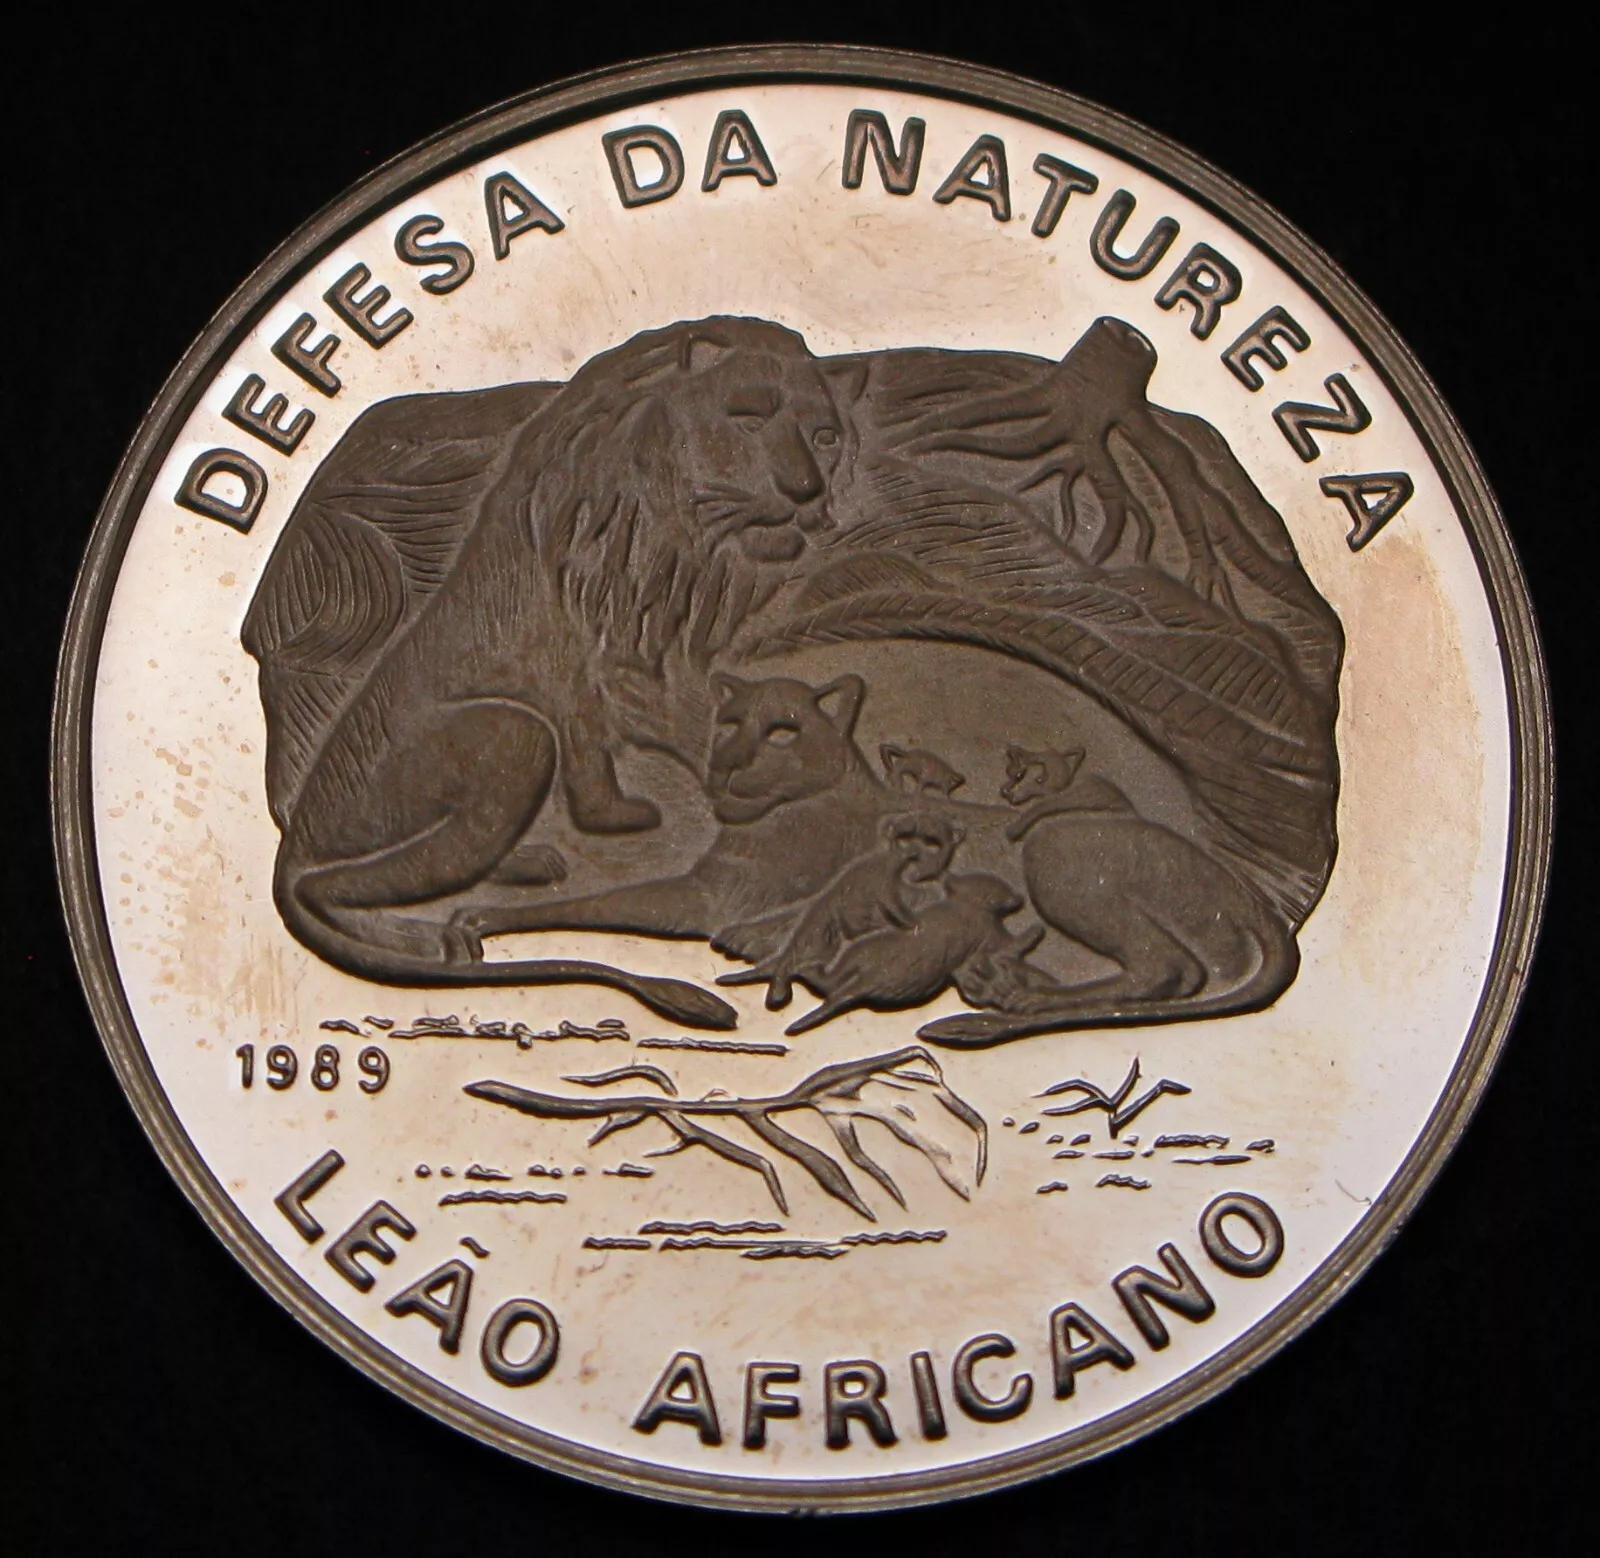 DEFESA DA NATUREZA
1989
LEÃO AFRICANO